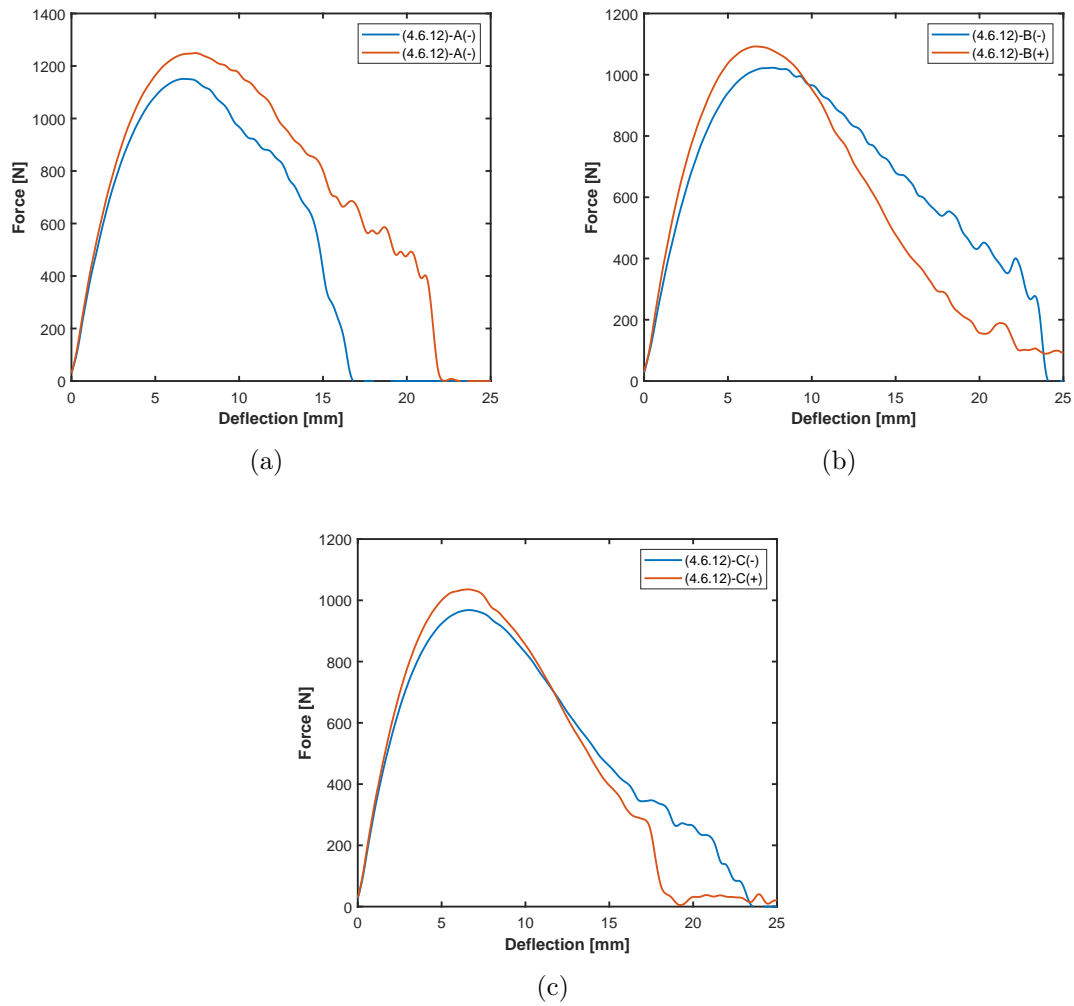 1400
1200
1000
800
600
400
200
0
0 5 10 15 20 25
Force [N]
Deflection [mm]
(4.6.12)-A(-)
(4.6.12)-A(-)
(a)
1200
1000
800
600
400
200
0
0 5 10 15 20 25
Force [N]
Deflection [mm]
(4.6.12)-B(-)
(4.6.12)-B(+)
(b)
1200
1000
800
600
400
200
0
0 5 10 15 20 25
Force [N]
Deflection [mm]
(4.6.12)-C(-)
(4.6.12)-C(+)
(c)